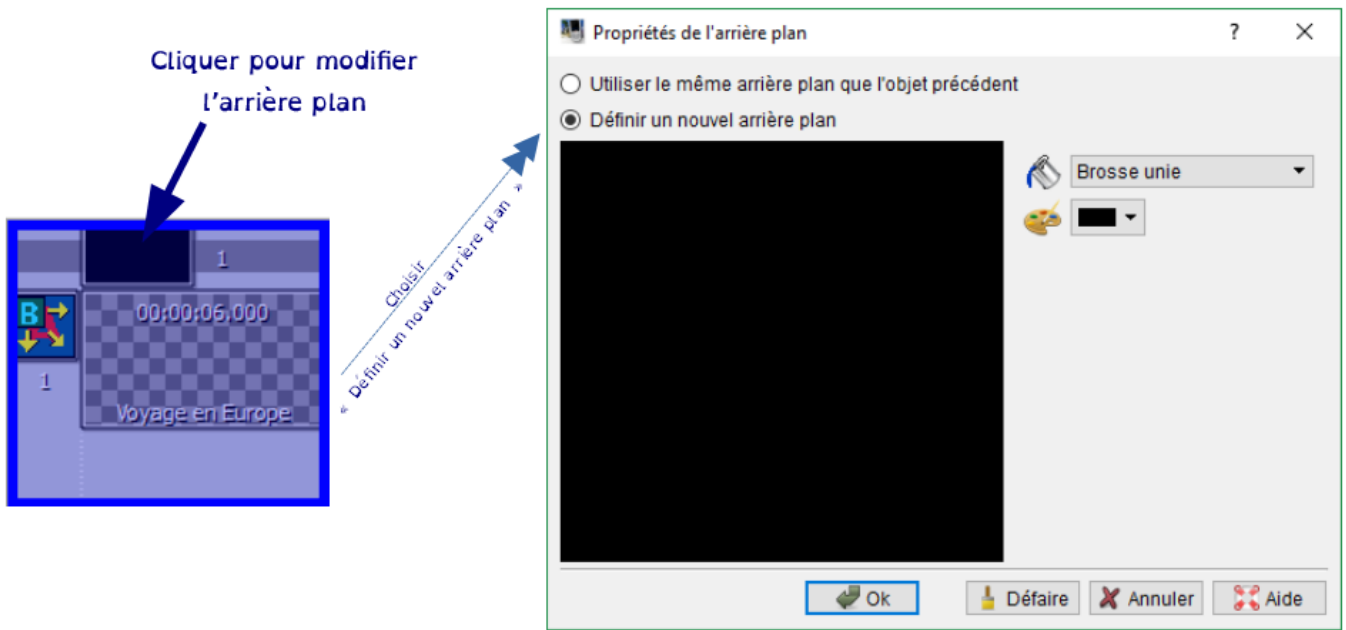 Cliquer pour modifier
l'arrière plan
1
B
00:00:06.000
1
Voyage en Europe
Choisir
« Définir un nouvel arrière plan »
Propriétés de l'arrière plan
?
Utiliser le même arrière plan que l'objet précédent
Définir un nouvel arrière plan
Brosse unie
Ok
Défaire
Annuler
Aide